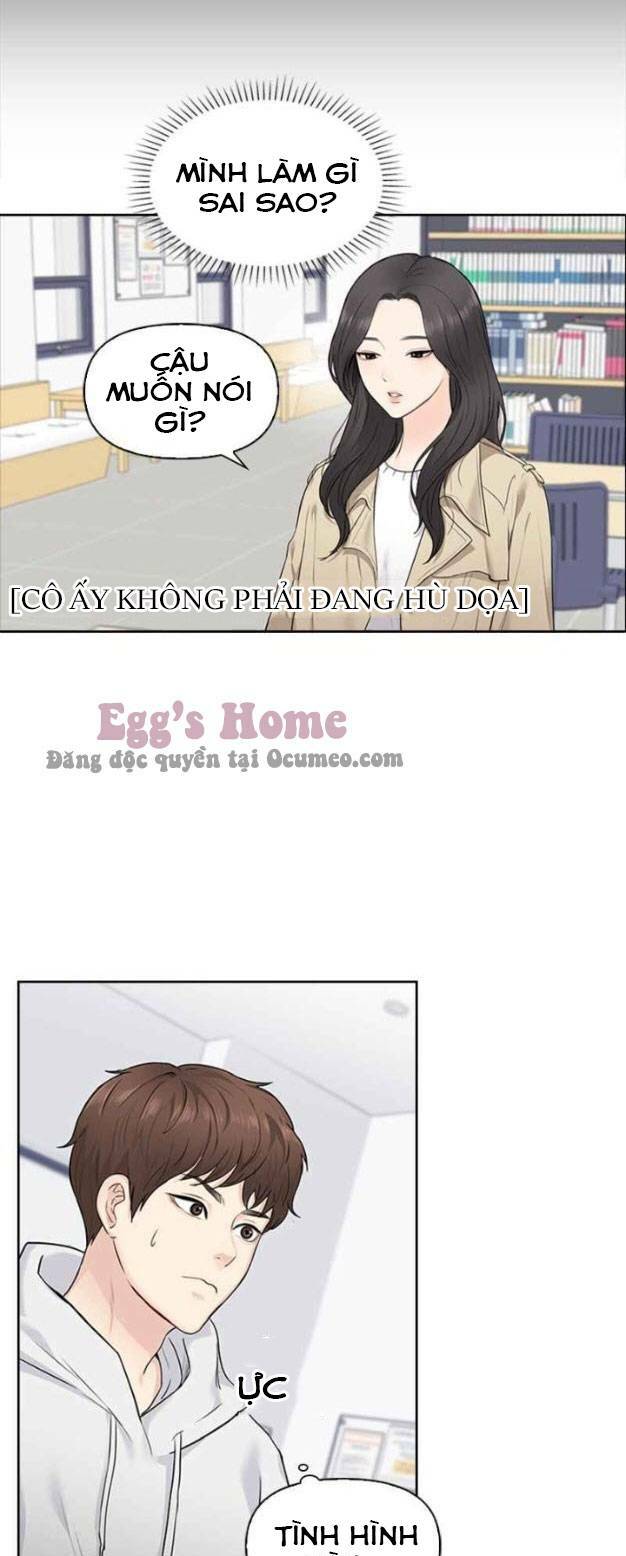 MÌNH LÀM GÌ
SAI SAO?
CẬU
MUỐN NÓI
GÌ?
[CÔ ẤY KHÔNG PHẢI ĐANG HÙ DỌA]
Egg's Home
Đăng độc quyền tại Ocumeo.com
ỰC
TÌNH HÌNH